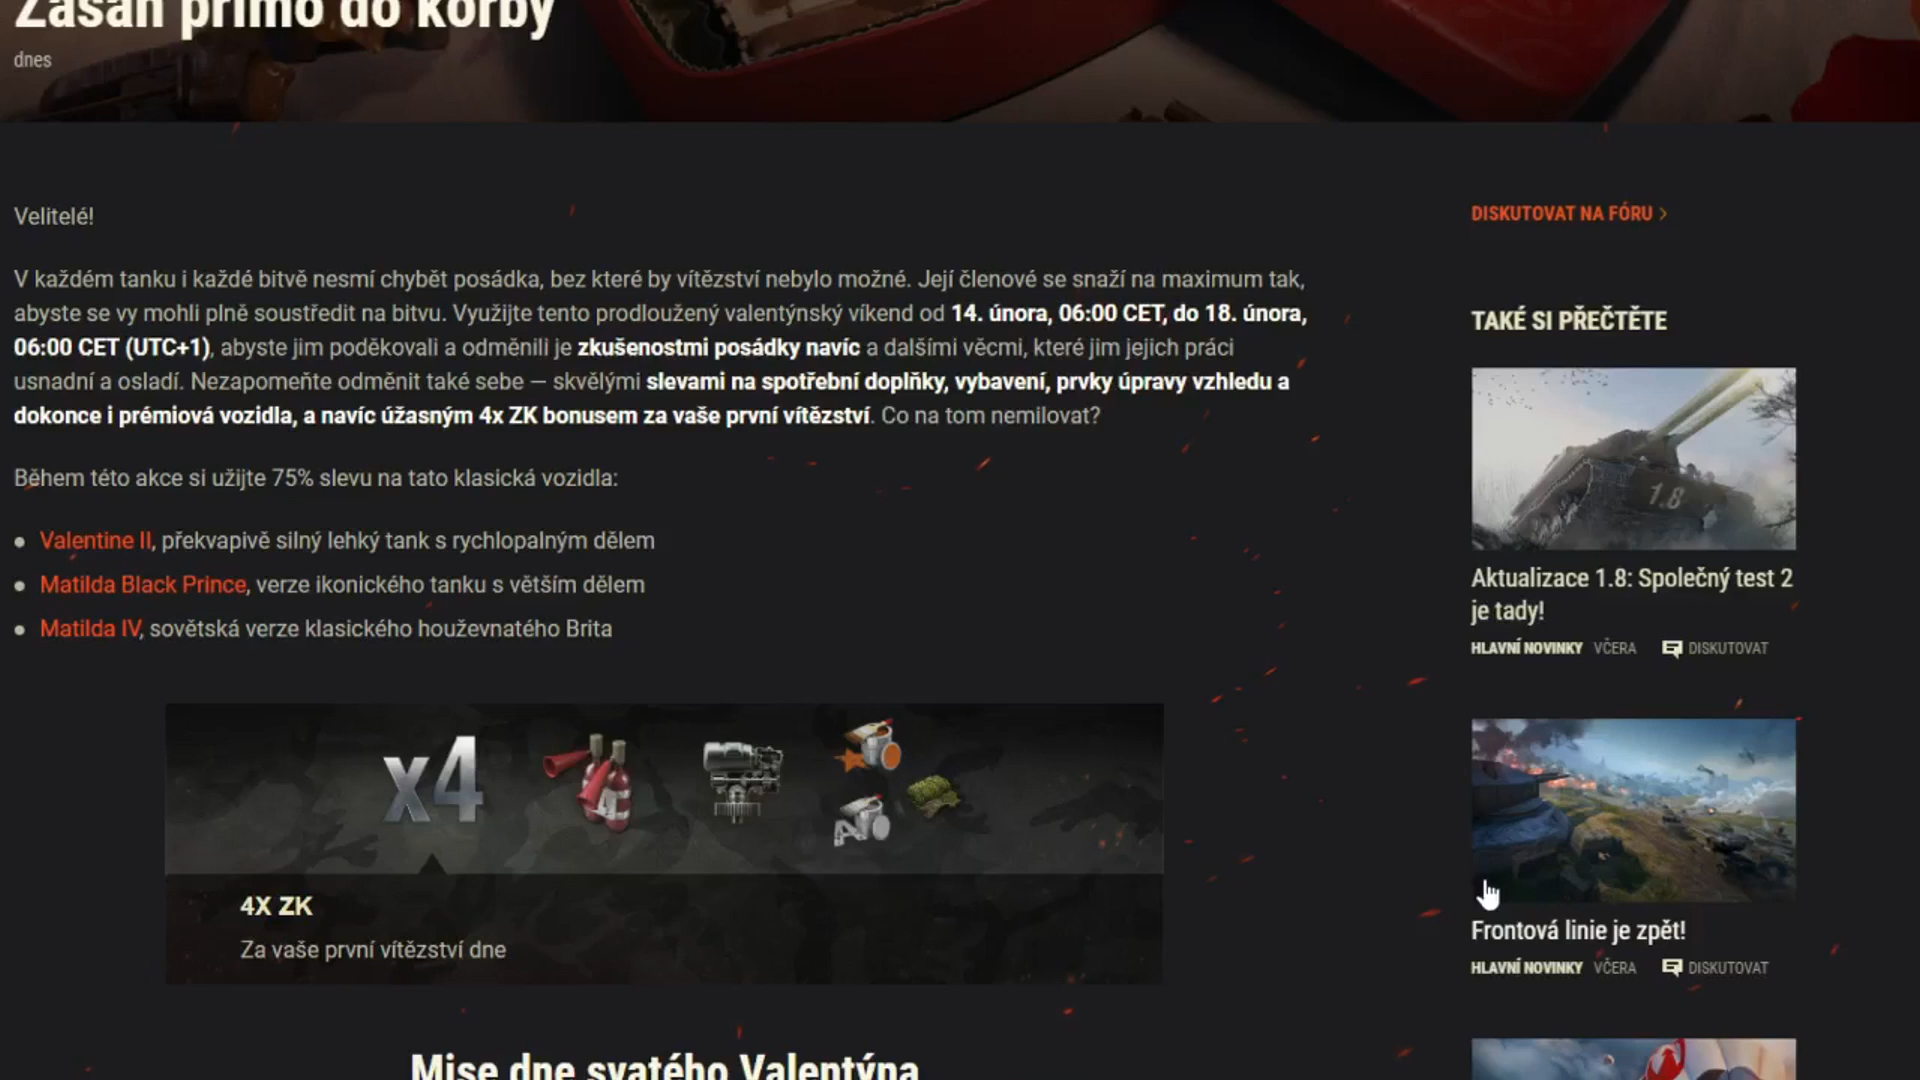 Zásah přímo do korby
dnes
Velitelé!
V každém tanku i každé bitvě nesmí chybět posádka, bez které by vítězství nebylo možné. Její členové se snaží na maximum tak,
abyste se vy mohli plně soustředit na bitvu. Využijte tento prodloužený valentýnský víkend od 14. února, 06:00 CET, do 18. února,
06:00 CET (UTC+1), abyste jim poděkovali a odměnili je zkušenostmi posádky navíc a dalšími věcmi, které jim jejich práci
usnadní a osladí. Nezapomeňte odměnit také sebe — skvělými slevami na spotřební doplňky, vybavení, prvky úpravy vzhledu a
dokonce i prémiová vozidla, a navíc úžasným 4x ZK bonusem za vaše první vítězství. Co na tom nemilovat?
Během této akce si užijte 75% slevu na tato klasická vozidla:
Valentine II, překvapivě silný lehký tank s rychlopalným dělem
Matilda Black Prince, verze ikonického tanku s větším dělem
Matilda IV, sovětská verze klasického houževnatého Brita
x4
4X ZK
Za vaše první vítězství dne
Mise dne svatého Valentýna
DISKUTOVAT NA FÓRU >
TAKÉ SI PŘEČTĚTE
1.8
Aktualizace 1.8: Společný test 2
je tady!
HLAVNÍ NOVINKY VČERA DISKUTOVAT
Frontová linie je zpět!
HLAVNÍ NOVINKY VČERA DISKUTOVAT